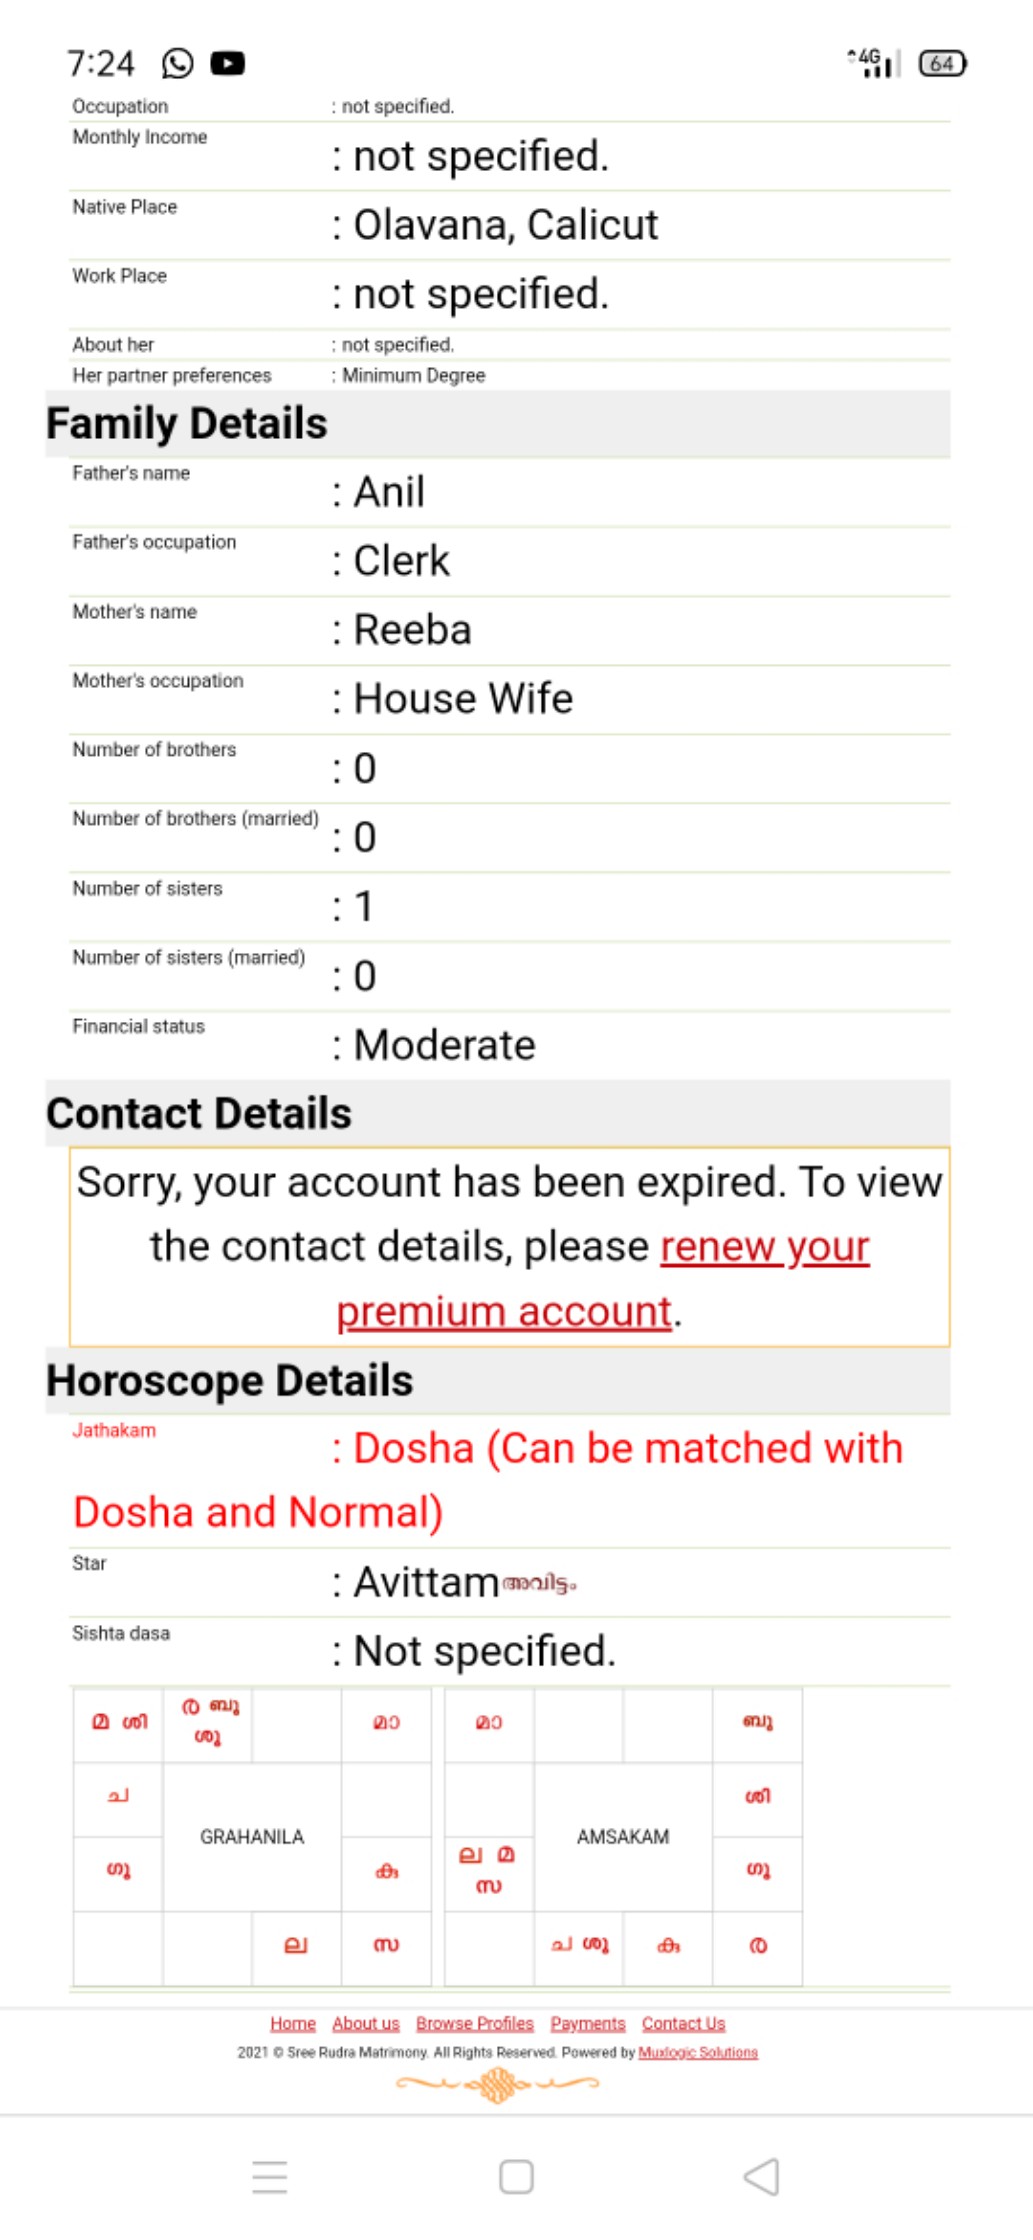 7:24 4G 64
Occupation : not specified.
Monthly Income : not specified.
Native Place : Olavana, Calicut
Work Place : not specified.
About her : not specified.
Her partner preferences : Minimum Degree
Family Details
Father's name : Anil
Father's occupation : Clerk
Mother's name : Reeba
Mother's occupation : House Wife
Number of brothers : 0
Number of brothers (married) : 0
Number of sisters : 1
Number of sisters (married) : 0
Financial status : Moderate
Contact Details
Sorry, your account has been expired. To view
the contact details, please renew your
premium account.
Horoscope Details
Jathakam : Dosha (Can be matched with
Dosha and Normal)
Star : Avittam അവിട്ടം
Sishta dasa : Not specified.
മ ശി ര ബു മാ മാ ബു
ശു
ച ശി
GRAHANILA AMSAKAM
ഗു കു ല മ ഗു
സ
ല സ ച ശു കു ര
Home About us Browse Profiles Payments Contact Us
2021 © Sree Rudra Matrimony. All Rights Reserved. Powered by Muxlogic Solutions